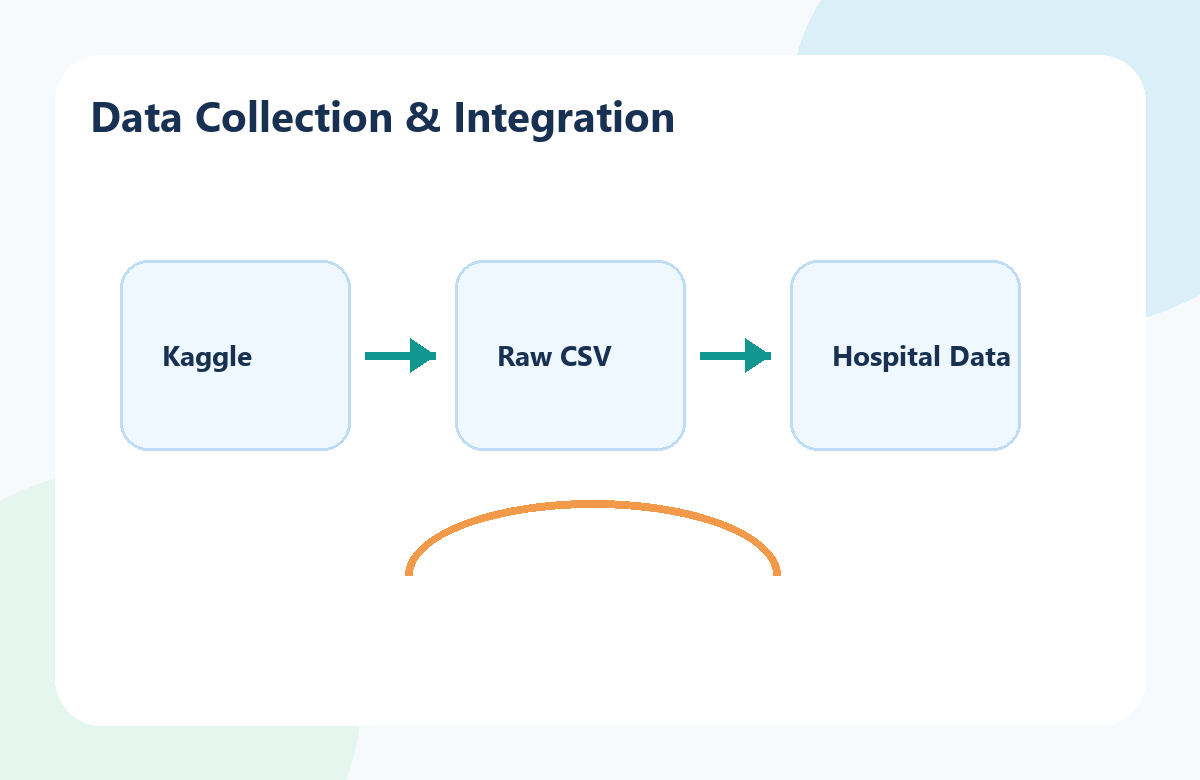 Data Collection & Integration
Kaggle
Raw CSV
Hospital Data